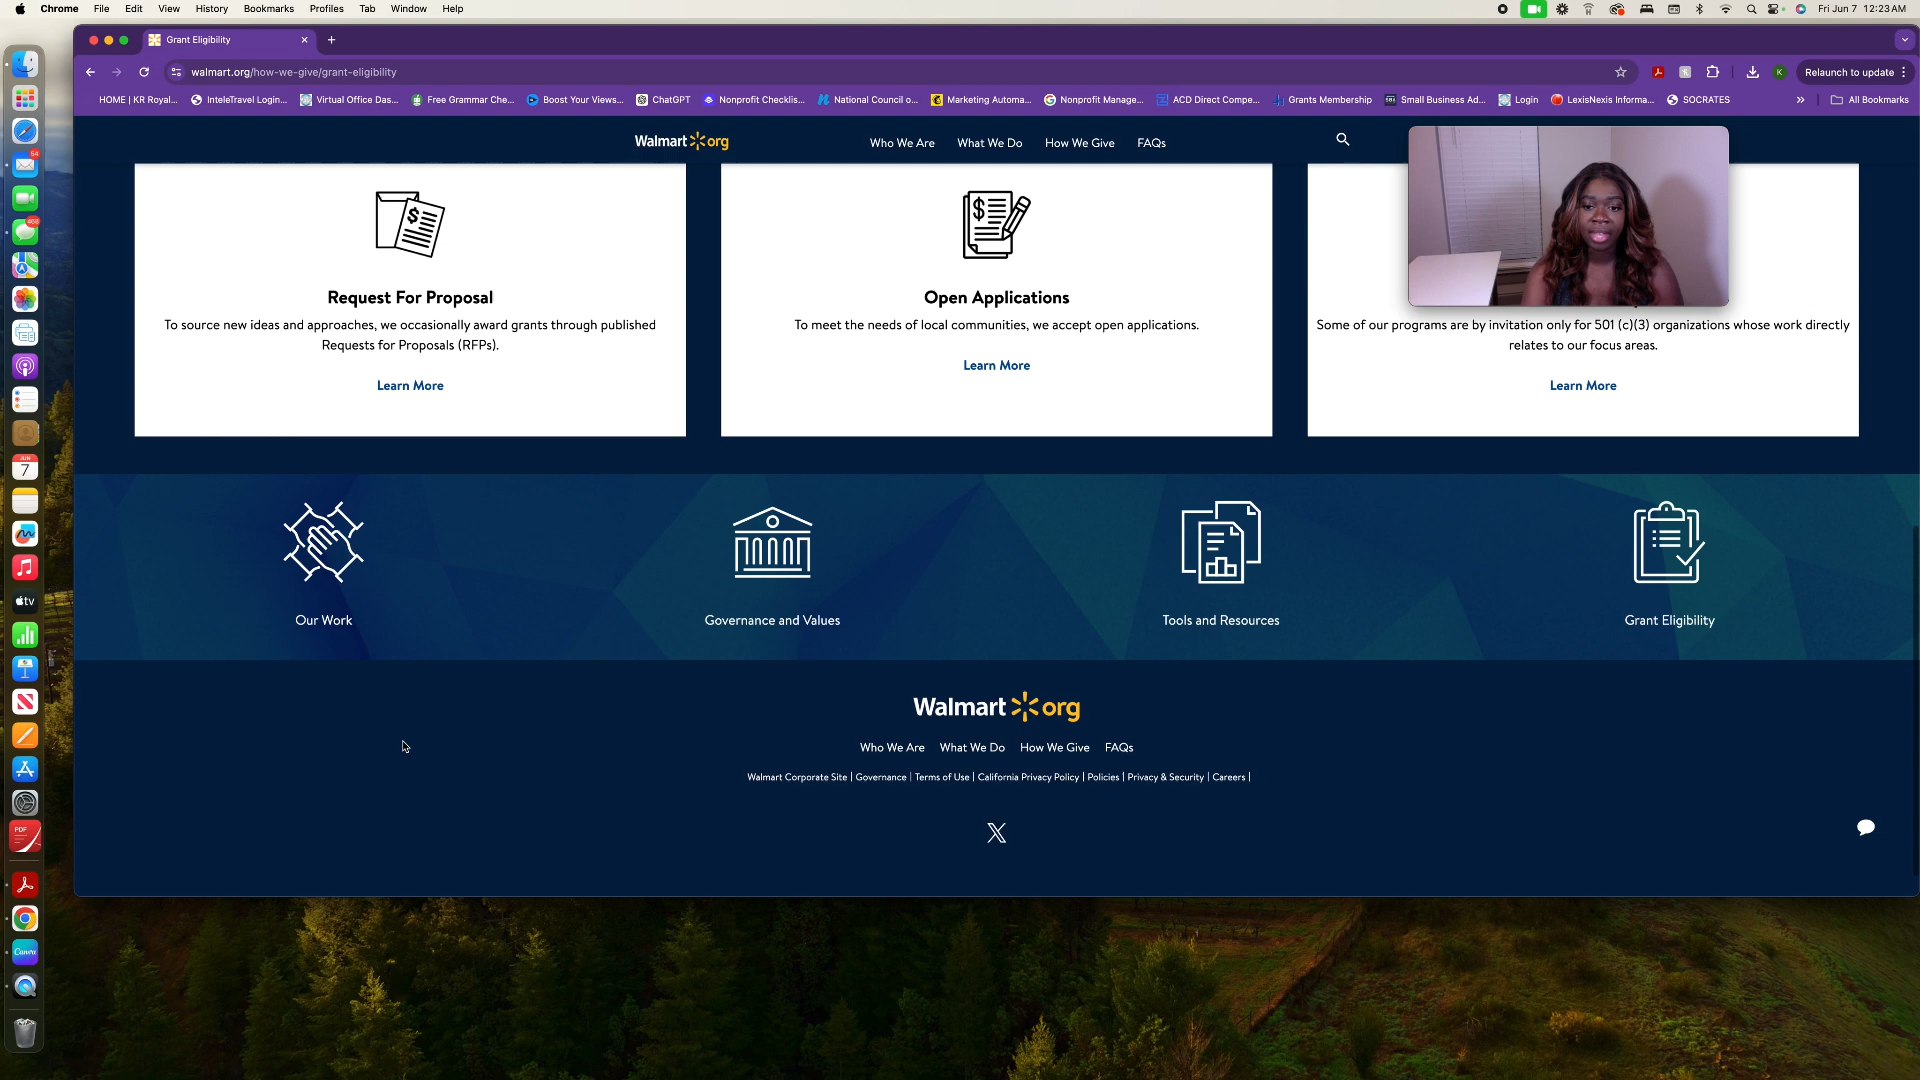 Chrome File Edit View History Bookmarks Profiles Tab Window Help
Fri Jun 7 12:23 AM
Grant Eligibility
walmart.org/how-we-give/grant-eligibility
Relaunch to update
HOME | KR Royal... InteleTravel Login... Virtual Office Das... Free Grammar Che... Boost Your Views... ChatGPT Nonprofit Checklis... National Council o... Marketing Automa... Nonprofit Manage... ACD Direct Compe... Grants Membership Small Business Ad... Login LexisNexis Informa... SOCRATES » All Bookmarks
Walmart org
Who We Are What We Do How We Give FAQs
Request For Proposal
To source new ideas and approaches, we occasionally award grants through published
Requests for Proposals (RFPs).
Learn More
Open Applications
To meet the needs of local communities, we accept open applications.
Learn More
Some of our programs are by invitation only for 501 (c)(3) organizations whose work directly
relates to our focus areas.
Learn More
Our Work
Governance and Values
Tools and Resources
Grant Eligibility
Walmart org
Who We Are What We Do How We Give FAQs
Walmart Corporate Site | Governance | Terms of Use | California Privacy Policy | Policies | Privacy & Security | Careers |
54
JUN
7
tv
PDF
Canva